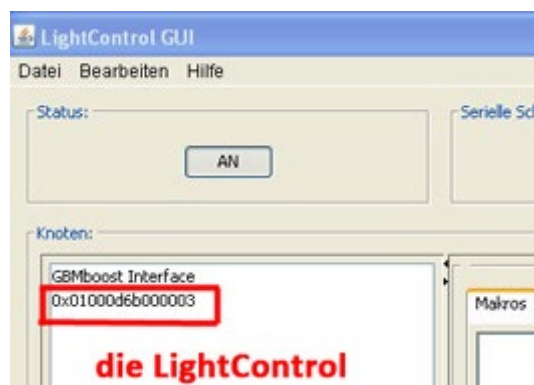 LightControl GUI
Datei Bearbeiten Hilfe
Status:
Serielle Sch
AN
Knoten:
GBMboost Interface
0x01000d6b000003
Makros
die LightControl